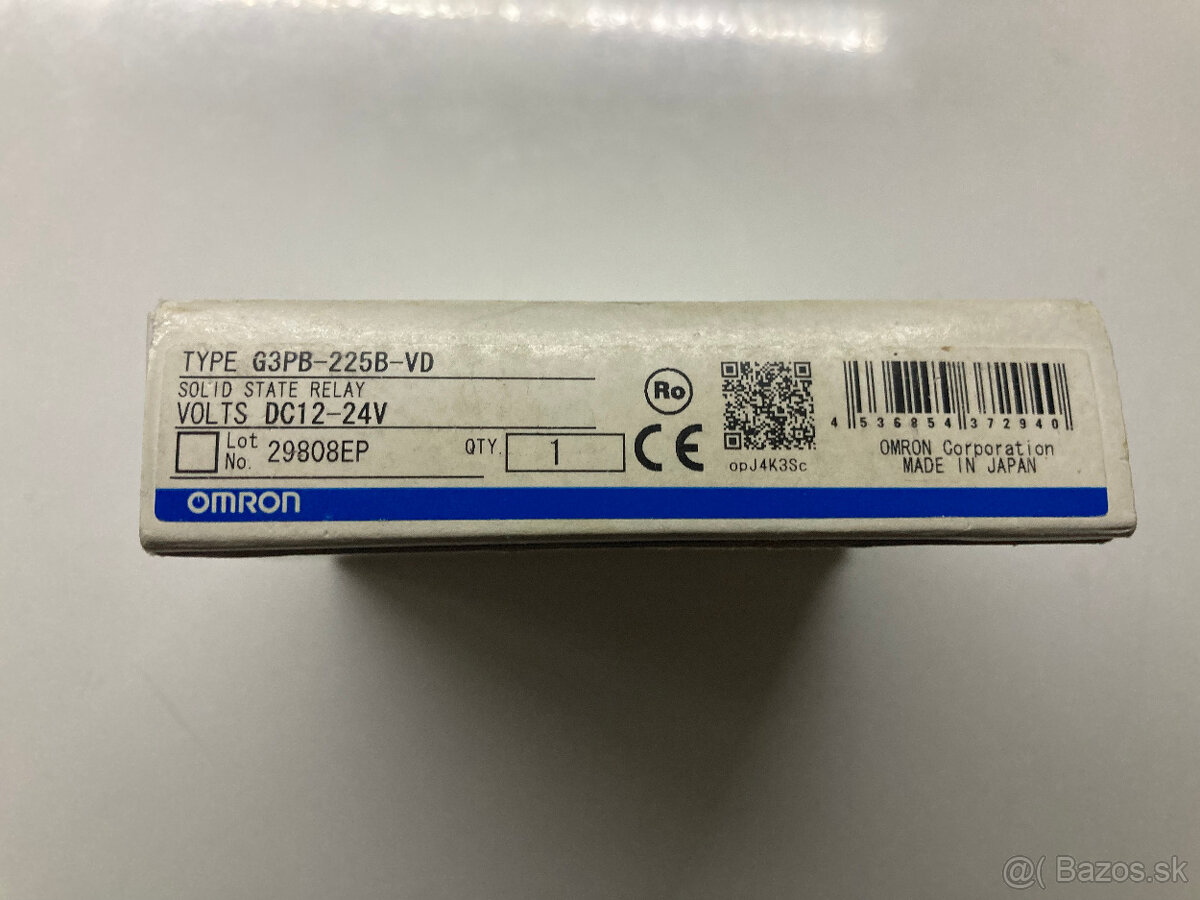 TYPE G3PB-225B-VD
SOLID STATE RELAY
VOLTS DC12-24V
Lot No. 29808EP
QTY. 1
OMRON
Ro
CE
opJ4K3Sc
4 536854 372940
OMRON Corporation
MADE IN JAPAN
@( Bazos.sk